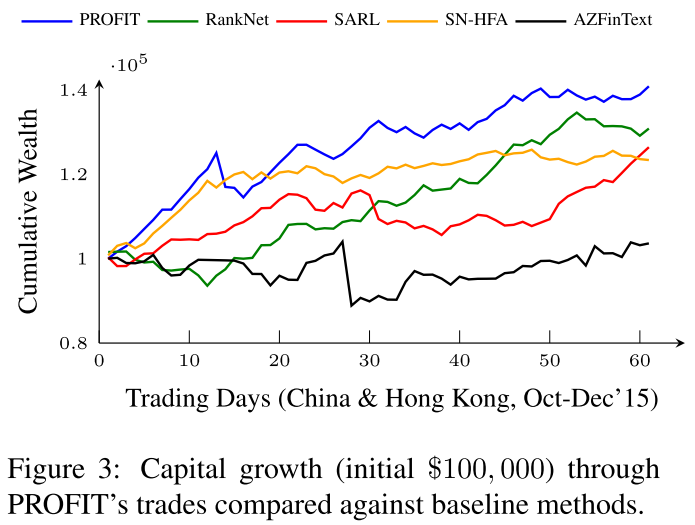 PROFIT RankNet SARL SN-HFA AZFinText
·10^5
1.4
1.2
1
0.8
0 10 20 30 40 50 60
Cumulative Wealth
Trading Days (China & Hong Kong, Oct-Dec'15)
Figure 3: Capital growth (initial $100,000) through
PROFIT's trades compared against baseline methods.